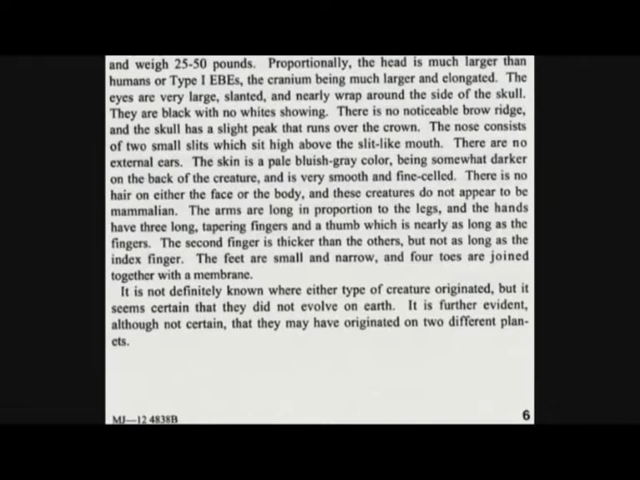 and weigh 25-50 pounds. Proportionally, the head is much larger than
humans or Type I EBEs, the cranium being much larger and elongated. The
eyes are very large, slanted, and nearly wrap around the side of the skull.
They are black with no whites showing. There is no noticeable brow ridge,
and the skull has a slight peak that runs over the crown. The nose consists
of two small slits which sit high above the slit-like mouth. There are no
external ears. The skin is a pale bluish-gray color, being somewhat darker
on the back of the creature, and is very smooth and fine-celled. There is no
hair on either the face or the body, and these creatures do not appear to be
mammalian. The arms are long in proportion to the legs, and the hands
have three long, tapering fingers and a thumb which is nearly as long as the
fingers. The second finger is thicker than the others, but not as long as the
index finger. The feet are small and narrow, and four toes are joined
together with a membrane.
It is not definitely known where either type of creature originated, but it
seems certain that they did not evolve on earth. It is further evident,
although not certain, that they may have originated on two different plan-
ets.
MJ—12 4838B
6